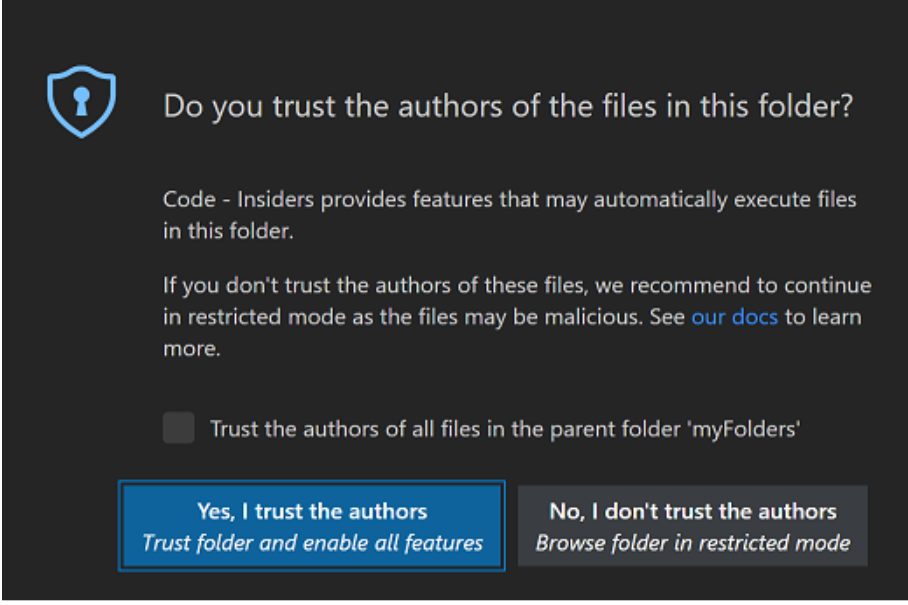 Do you trust the authors of the files in this folder?
Code - Insiders provides features that may automatically execute files
in this folder.
If you don't trust the authors of these files, we recommend to continue
in restricted mode as the files may be malicious. See our docs to learn
more.
Trust the authors of all files in the parent folder 'myFolders'
Yes, I trust the authors
Trust folder and enable all features
No, I don't trust the authors
Browse folder in restricted mode